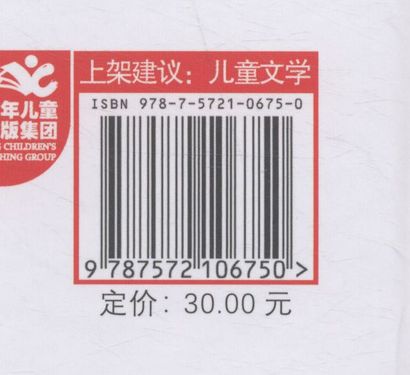 上架建议：儿童文学
ISBN 978-7-5721-0675-0
9 787572 106750 >
定价：30.00 元
年儿童
版集团
CHILDREN'S
HING GROUP